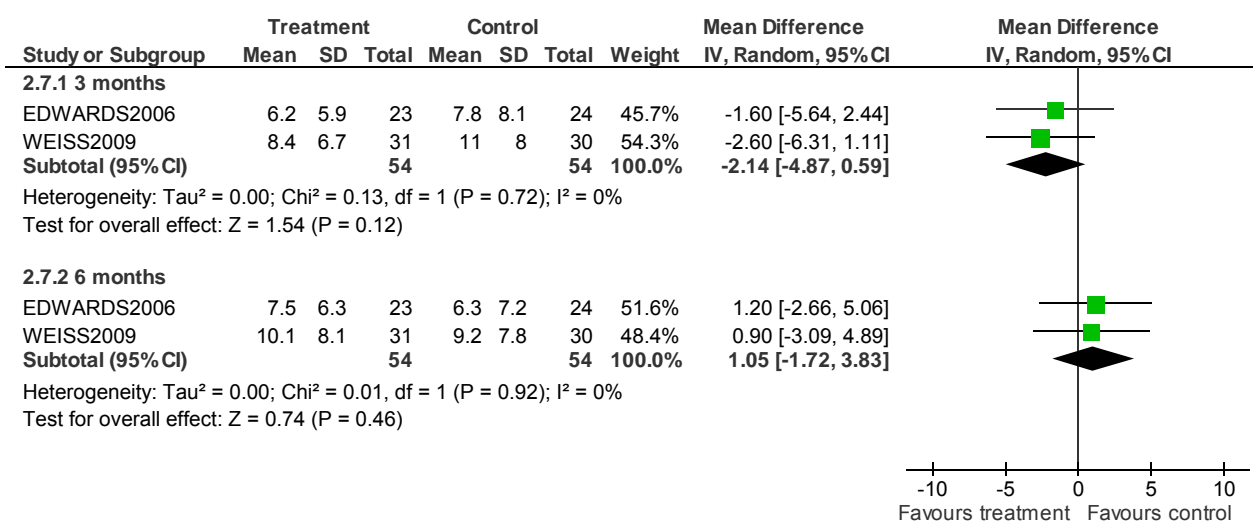 Treatment Control Mean Difference Mean Difference
Study or Subgroup Mean SD Total Mean SD Total Weight IV, Random, 95% CI IV, Random, 95% CI
2.7.1 3 months
EDWARDS2006 6.2 5.9 23 7.8 8.1 24 45.7% -1.60 [-5.64, 2.44]
WEISS2009 8.4 6.7 31 11 8 30 54.3% -2.60 [-6.31, 1.11]
Subtotal (95% CI) 54 54 100.0% -2.14 [-4.87, 0.59]
Heterogeneity: Tau² = 0.00; Chi² = 0.13, df = 1 (P = 0.72); I² = 0%
Test for overall effect: Z = 1.54 (P = 0.12)
2.7.2 6 months
EDWARDS2006 7.5 6.3 23 6.3 7.2 24 51.6% 1.20 [-2.66, 5.06]
WEISS2009 10.1 8.1 31 9.2 7.8 30 48.4% 0.90 [-3.09, 4.89]
Subtotal (95% CI) 54 54 100.0% 1.05 [-1.72, 3.83]
Heterogeneity: Tau² = 0.00; Chi² = 0.01, df = 1 (P = 0.92); I² = 0%
Test for overall effect: Z = 0.74 (P = 0.46)
-10 -5 0 5 10
Favours treatment Favours control